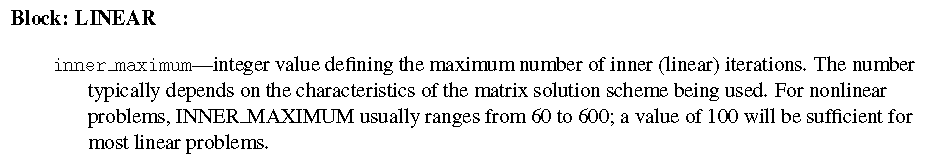 Block: LINEAR
inner_maximum—integer value defining the maximum number of inner (linear) iterations. The number
typically depends on the characteristics of the matrix solution scheme being used. For nonlinear
problems, INNER_MAXIMUM usually ranges from 60 to 600; a value of 100 will be sufficient for
most linear problems.